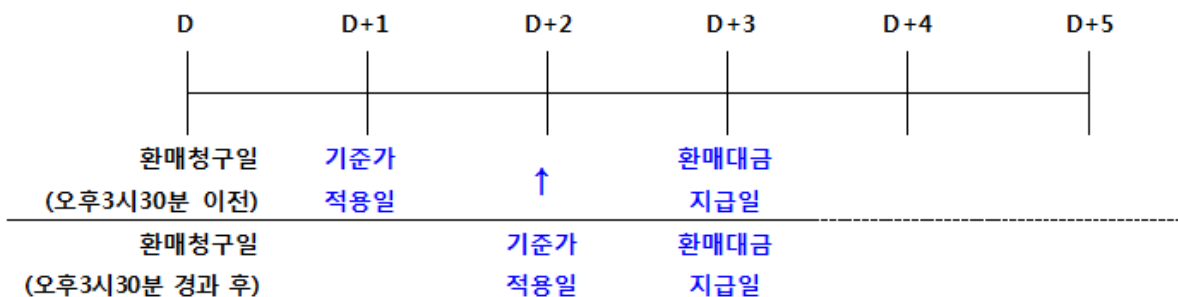 D D+1 D+2 D+3 D+4 D+5
환매청구일 기준가 환매대금
(오후3시30분 이전) 적용일 ↑ 지급일
환매청구일 기준가 환매대금
(오후3시30분 경과 후) 적용일 지급일